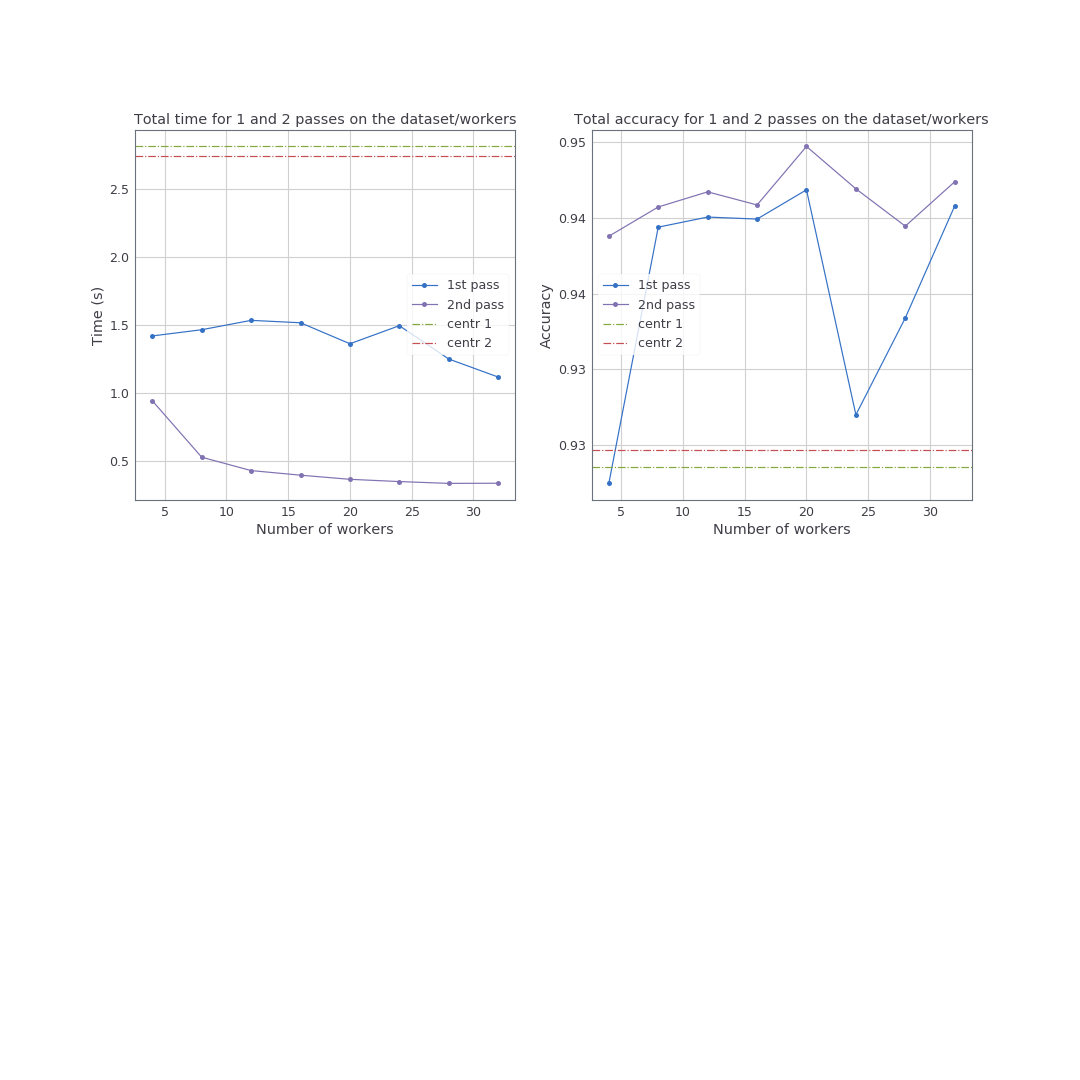 Total time for 1 and 2 passes on the dataset/workers
2.5
2.0
1.5
1.0
0.5
Time (s)
1st pass
2nd pass
centr 1
centr 2
5 10 15 20 25 30
Number of workers
Total accuracy for 1 and 2 passes on the dataset/workers
0.95
0.94
0.94
0.93
0.93
Accuracy
1st pass
2nd pass
centr 1
centr 2
5 10 15 20 25 30
Number of workers